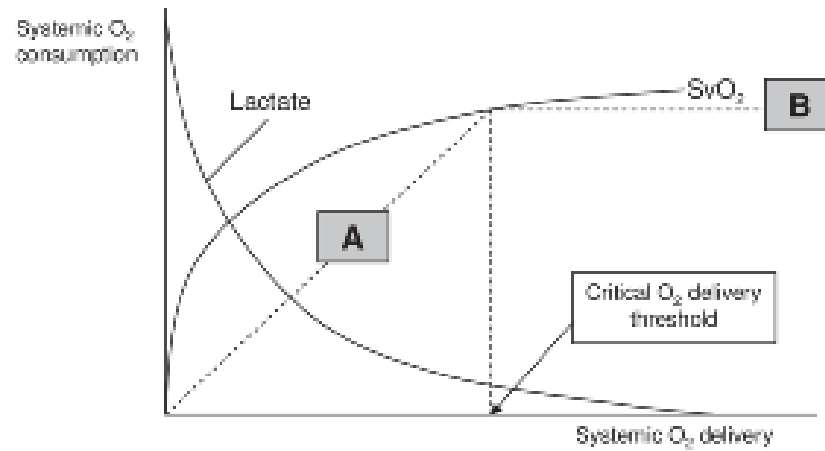 Systemic O₂
consumption
Lactate
SvO₂
B
A
Critical O₂ delivery
threshold
Systemic O₂ delivery